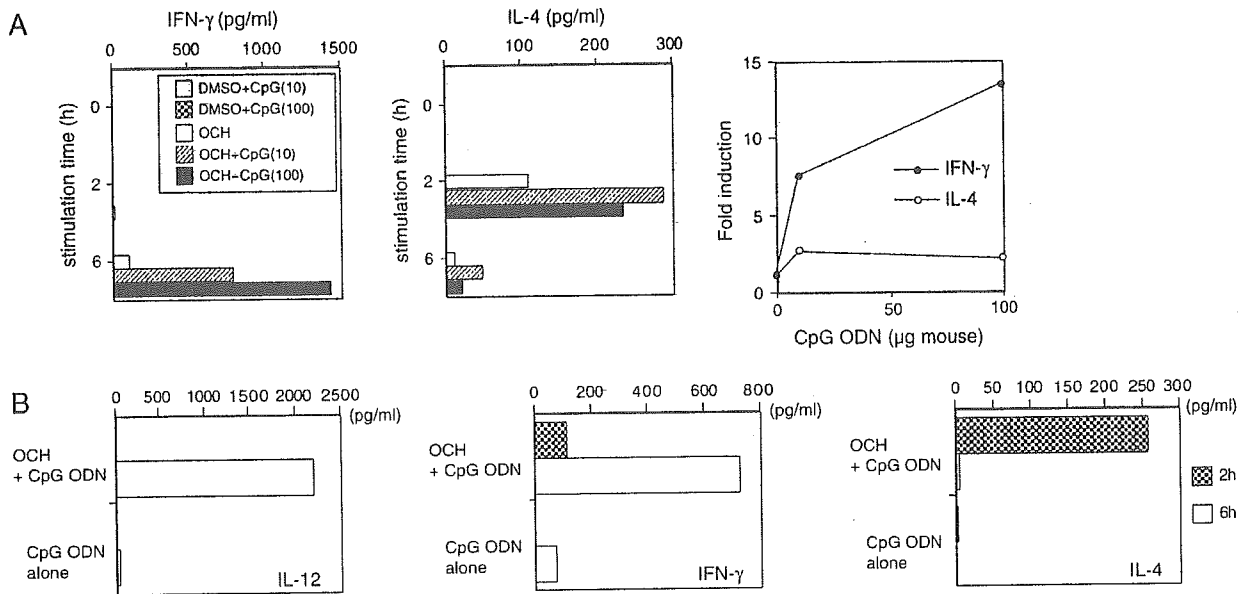 A
IFN-γ (pg/ml)
0 500 1000 1500
stimulation time (h)
0
2
6
DMSO+CpG(10)
DMSO+CpG(100)
OCH
OCH+CpG(10)
OCH+CpG(100)
IL-4 (pg/ml)
0 100 200 300
stimulation time (h)
0
2
6
15
10
5
0
Fold induction
IFN-γ
IL-4
0 50 100
CpG ODN (μg mouse)
B
0 500 1000 1500 2000 2500
(pg/ml)
OCH
+ CpG ODN
CpG ODN
alone
IL-12
0 200 400 600 800
(pg/ml)
OCH
+ CpG ODN
CpG ODN
alone
IFN-γ
0 50 100 150 200 250 300
(pg/ml)
OCH
+ CpG ODN
CpG ODN
alone
IL-4
2h
6h